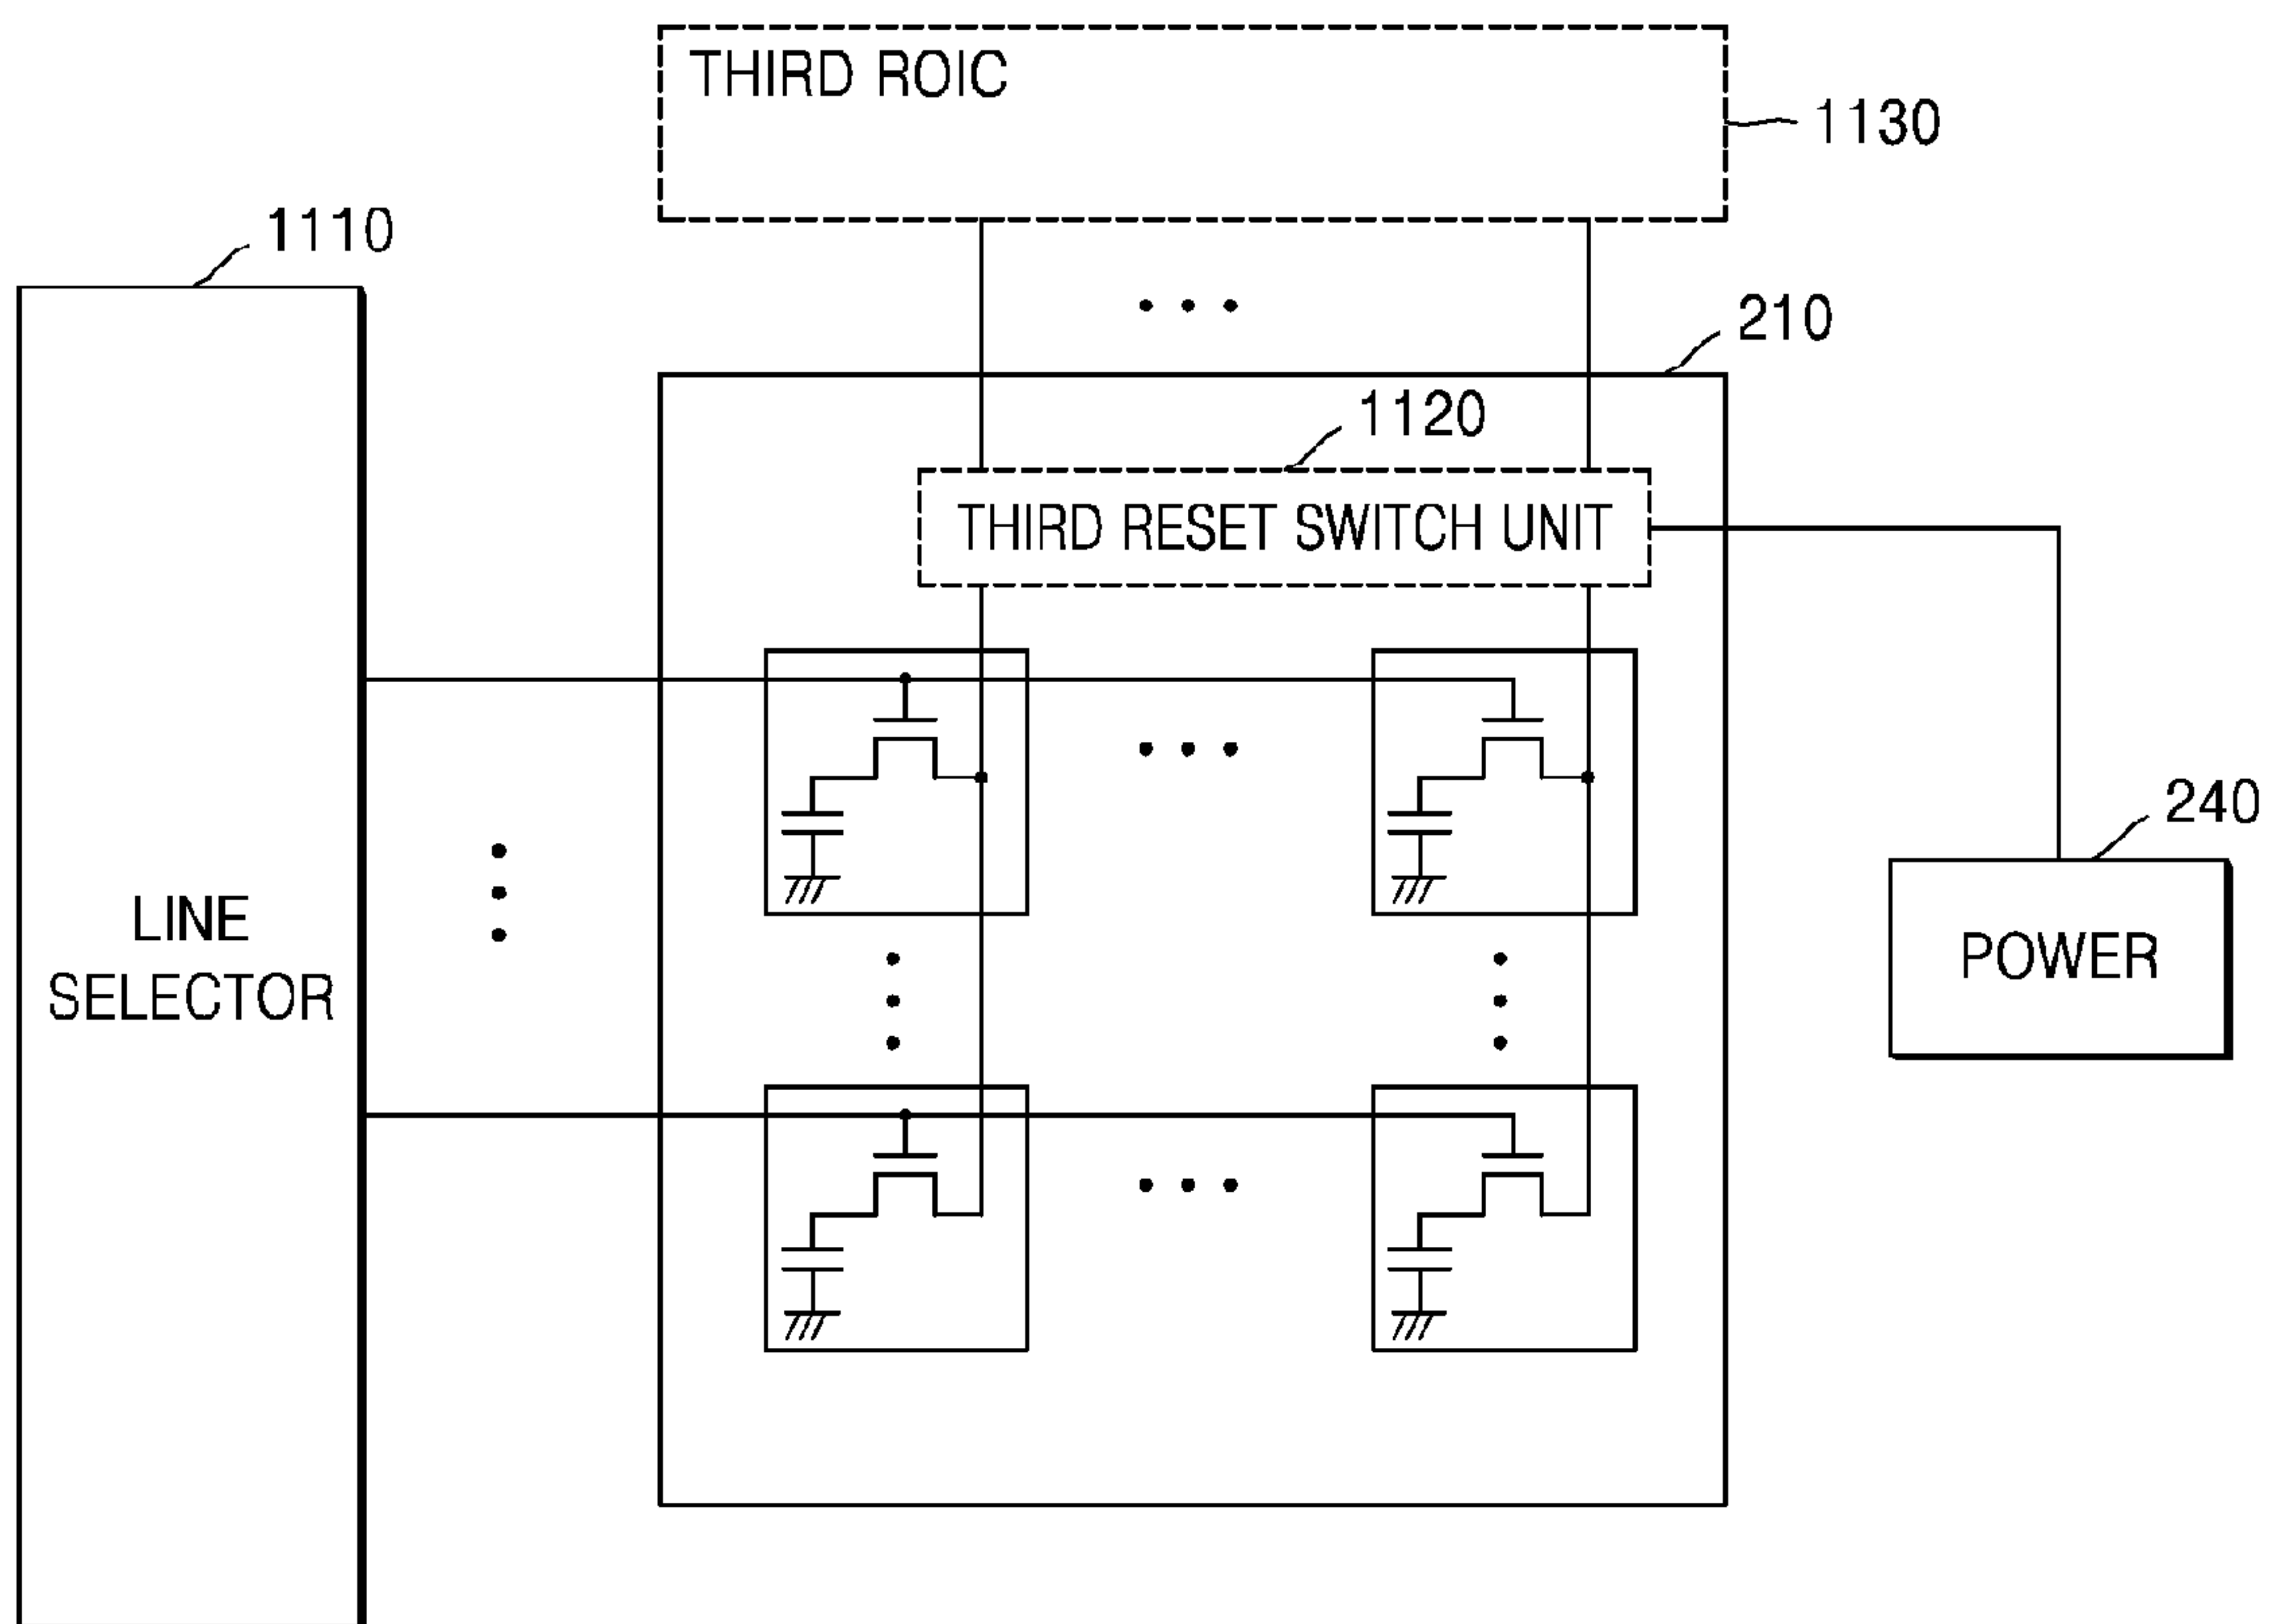 THIRD ROIC
1130
1110
210
1120
THIRD RESET SWITCH UNIT
240
LINE
SELECTOR
POWER